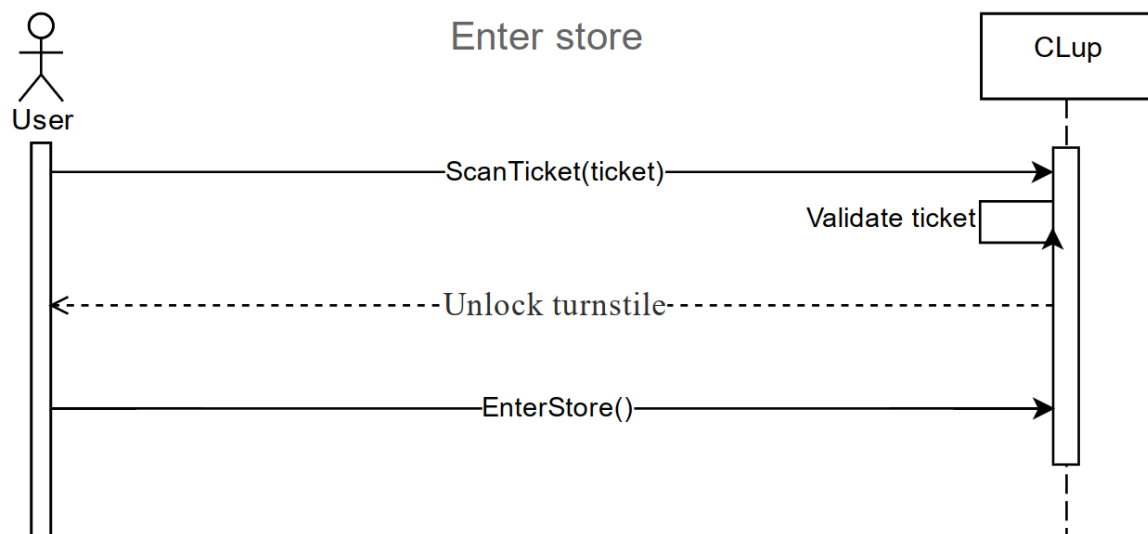 Enter store
CLup
User
ScanTicket(ticket)
Validate ticket
Unlock turnstile
EnterStore()